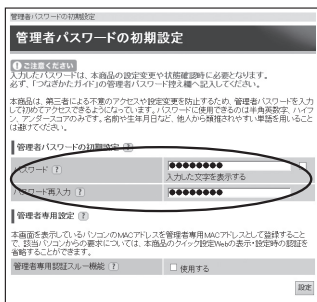 管理者パスワードの初期設定
管理者パスワードの初期設定
ご注意ください
入力したパスワードは、本商品の設定変更や状態確認時に必要となります。
必ず、「つなぎかたガイド」の管理者パスワード控え欄へ記入してください。
本商品は、第三者による不意のアクセスや設定変更を防止するため、管理者パスワードを入力
して初めてアクセスできるようになっています。パスワードに使用できるのは半角英数字、ハイフ
ン、アンダースコアのみです。名前や生年月日など、他人から類推されやすい単語を用いること
は避けてください。
管理者パスワードの初期設定 ?
パスワード ?
入力した文字を表示する
パスワード再入力 ?
管理者専用設定 ?
本画面を表示しているパソコンのMACアドレスを管理者専用MACアドレスとして登録すること
で、該当パソコンからの要求については、本商品のクイック設定Webの表示・設定時の認証を
省略することができます。
管理者専用認証スルー機能 ?
使用する
設定